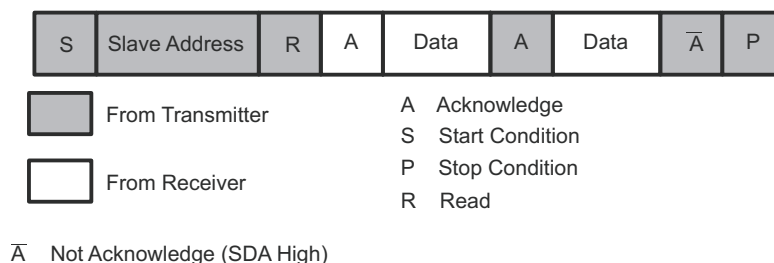 S Slave Address R A Data A Data A̅ P
From Transmitter
From Receiver
A Acknowledge
S Start Condition
P Stop Condition
R Read
A̅ Not Acknowledge (SDA High)